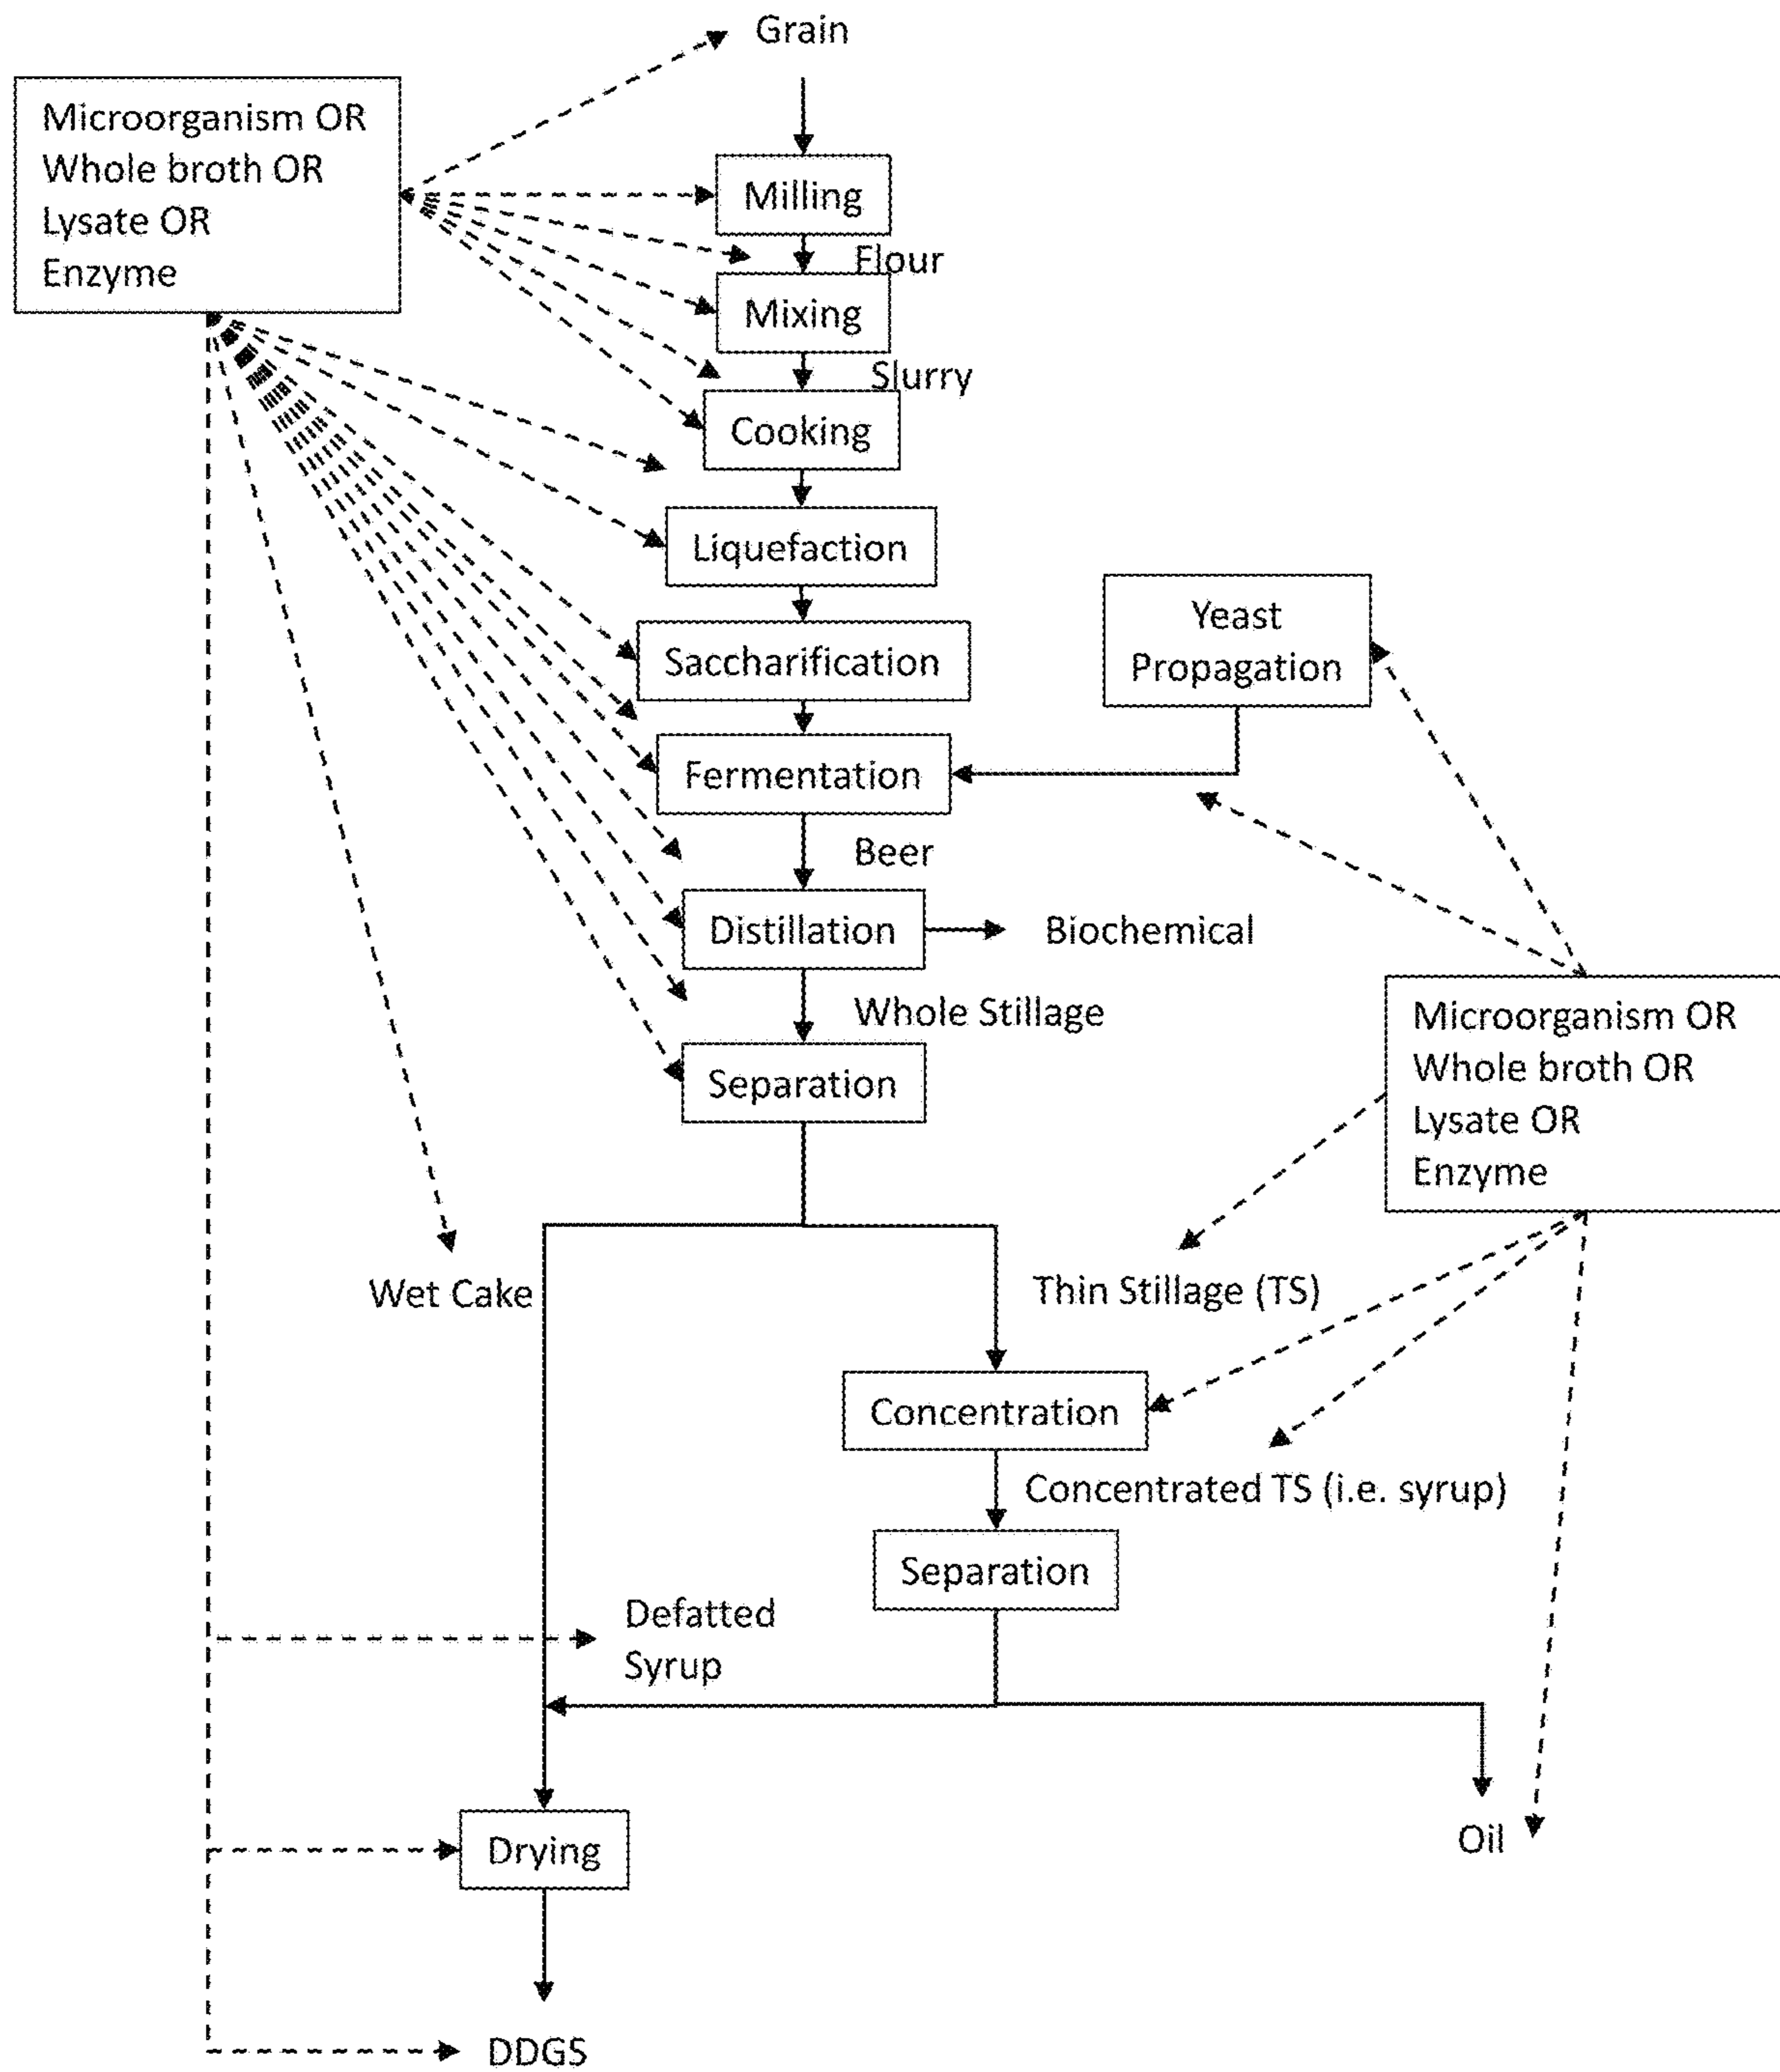 Grain
Microorganism OR
Whole broth OR
Lysate OR
Enzyme
Milling
Flour
Mixing
Slurry
Cooking
Liquefaction
Saccharification
Yeast
Propagation
Fermentation
Beer
Distillation
Biochemical
Whole Stillage
Separation
Microorganism OR
Whole broth OR
Lysate OR
Enzyme
Wet Cake
Thin Stillage (TS)
Concentration
Concentrated TS (i.e. syrup)
Separation
Defatted
Syrup
Drying
Oil
DDGS